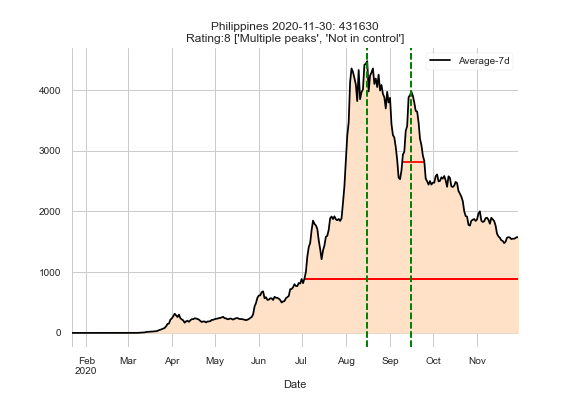 Philippines 2020-11-30: 431630
Rating:8 ['Multiple peaks', 'Not in control']
Average-7d
4000
3000
2000
1000
0
Feb Mar Apr May Jun Jul Aug Sep Oct Nov
2020
Date